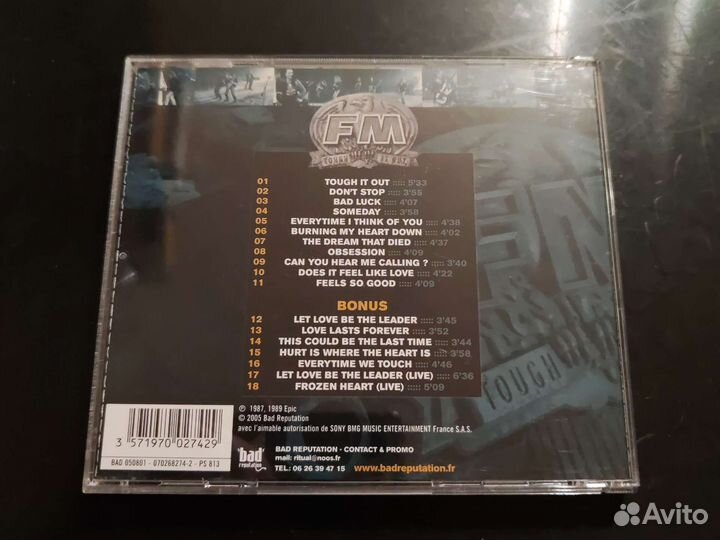 FM
TOUGH IT OUT
01 TOUGH IT OUT ::::: 5'33
02 DON'T STOP ::::: 3'55
03 BAD LUCK ::::: 4'07
04 SOMEDAY ::::: 3'58
05 EVERYTIME I THINK OF YOU ::::: 4'38
06 BURNING MY HEART DOWN ::::: 4'02
07 THE DREAM THAT DIED ::::: 4'37
08 OBSESSION ::::: 4'09
09 CAN YOU HEAR ME CALLING ? ::::: 3'40
10 DOES IT FEEL LIKE LOVE ::::: 4'22
11 FEELS SO GOOD ::::: 4'09
BONUS
12 LET LOVE BE THE LEADER ::::: 3'45
13 LOVE LASTS FOREVER ::::: 3'52
14 THIS COULD BE THE LAST TIME ::::: 3'44
15 HURT IS WHERE THE HEART IS ::::: 3'58
16 EVERYTIME WE TOUCH ::::: 4'46
17 LET LOVE BE THE LEADER (LIVE) ::::: 6'36
18 FROZEN HEART (LIVE) ::::: 5'09
TOUGH
℗ 1987, 1989 Epic
© 2005 Bad Reputation
avec l'aimable autorisation de SONY BMG MUSIC ENTERTAINMENT France S.A.S.
3 571970 027429
BAD 050801 - 070268274-2 - PS 813
bad reputation
BAD REPUTATION - CONTACT & PROMO
mail: ritual@noos.fr
TEL: 06 26 39 47 15
www.badreputation.fr
Avito